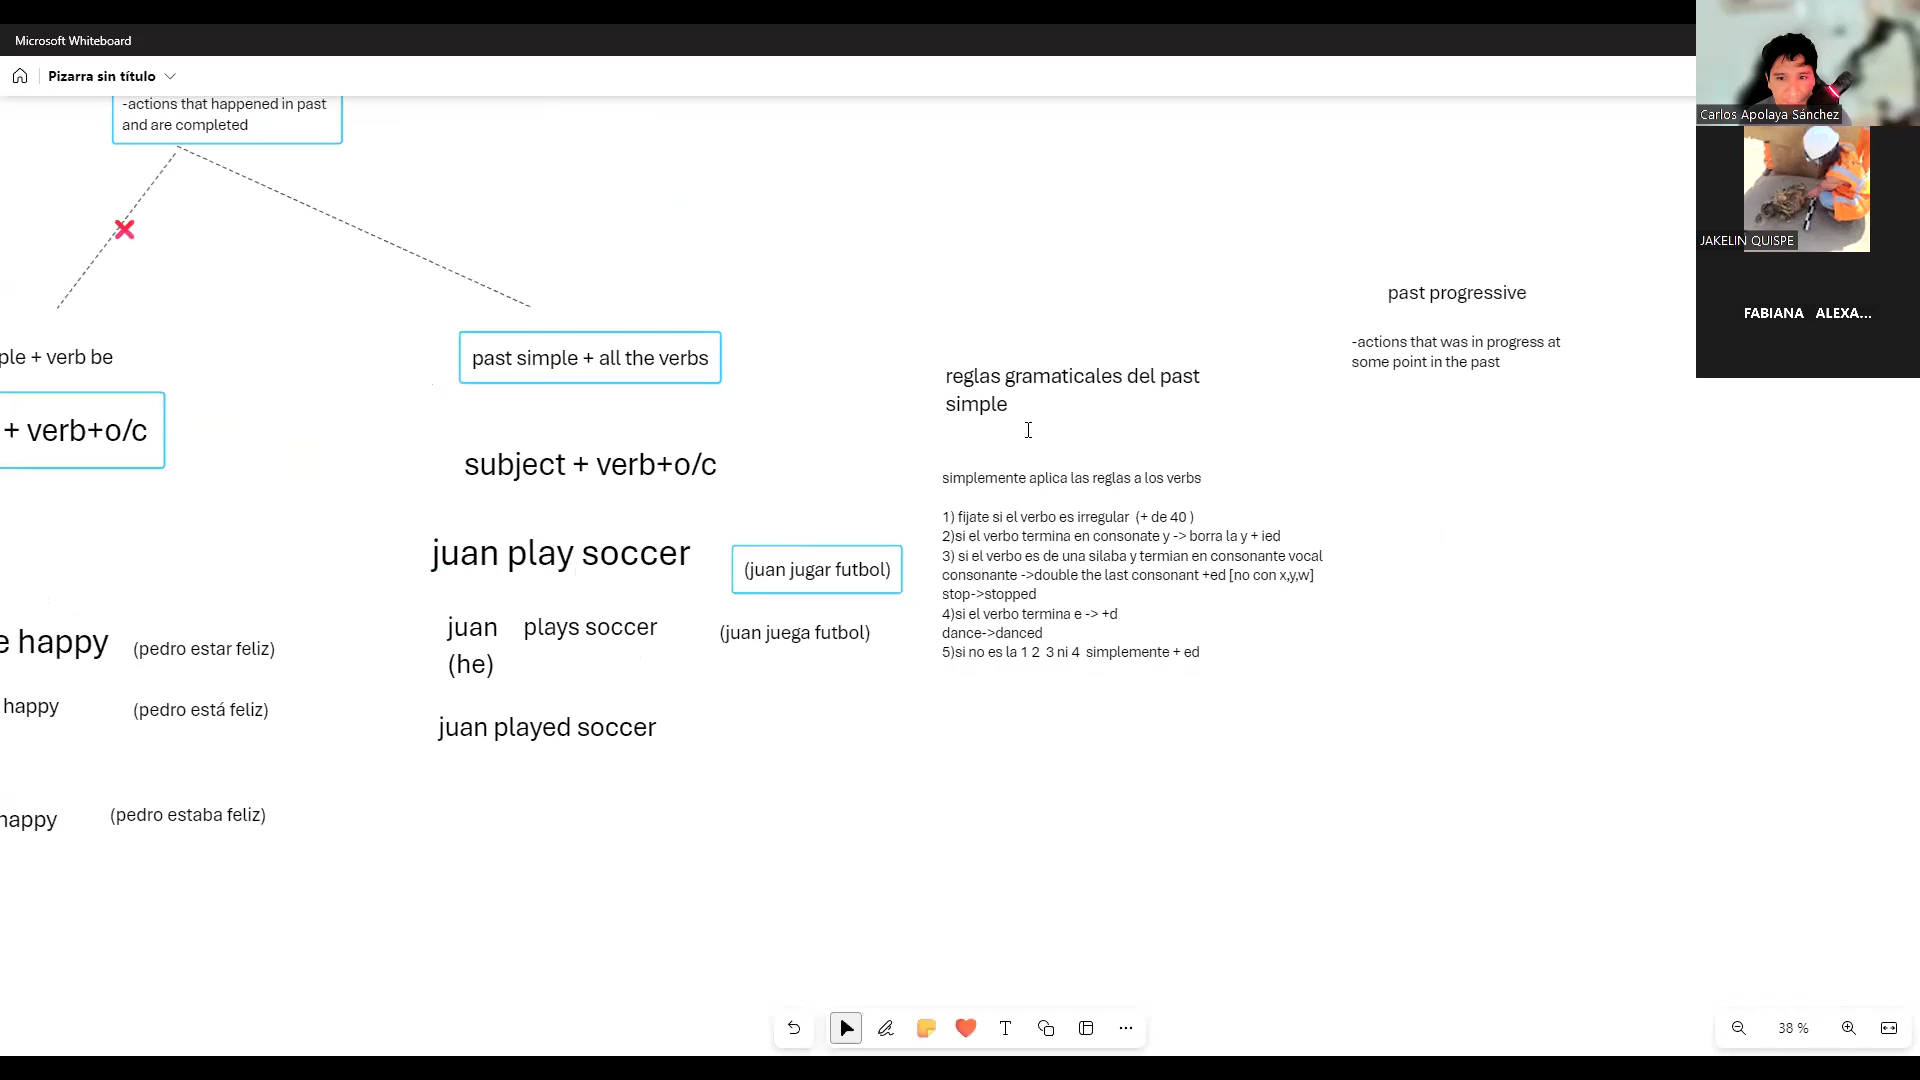 Microsoft Whiteboard
Pizarra sin título
-actions that happened in past
and are completed
ple + verb be
+ verb+o/c
e happy
(pedro estar feliz)
happy
(pedro está feliz)
happy
(pedro estaba feliz)
past simple + all the verbs
subject + verb+o/c
juan play soccer
(juan jugar futbol)
juan plays soccer
(he)
(juan juega futbol)
juan played soccer
reglas gramaticales del past
simple
simplemente aplica las reglas a los verbs
1) fijate si el verbo es irregular (+ de 40 )
2)si el verbo termina en consonate y -> borra la y + ied
3) si el verbo es de una silaba y termian en consonante vocal
consonante ->double the last consonant +ed [no con x,y,w]
stop->stopped
4)si el verbo termina e -> +d
dance->danced
5)si no es la 1 2 3 ni 4 simplemente + ed
past progressive
-actions that was in progress at
some point in the past
Carlos Apolaya Sánchez
JAKELIN QUISPE
FABIANA ALEXA...
38 %